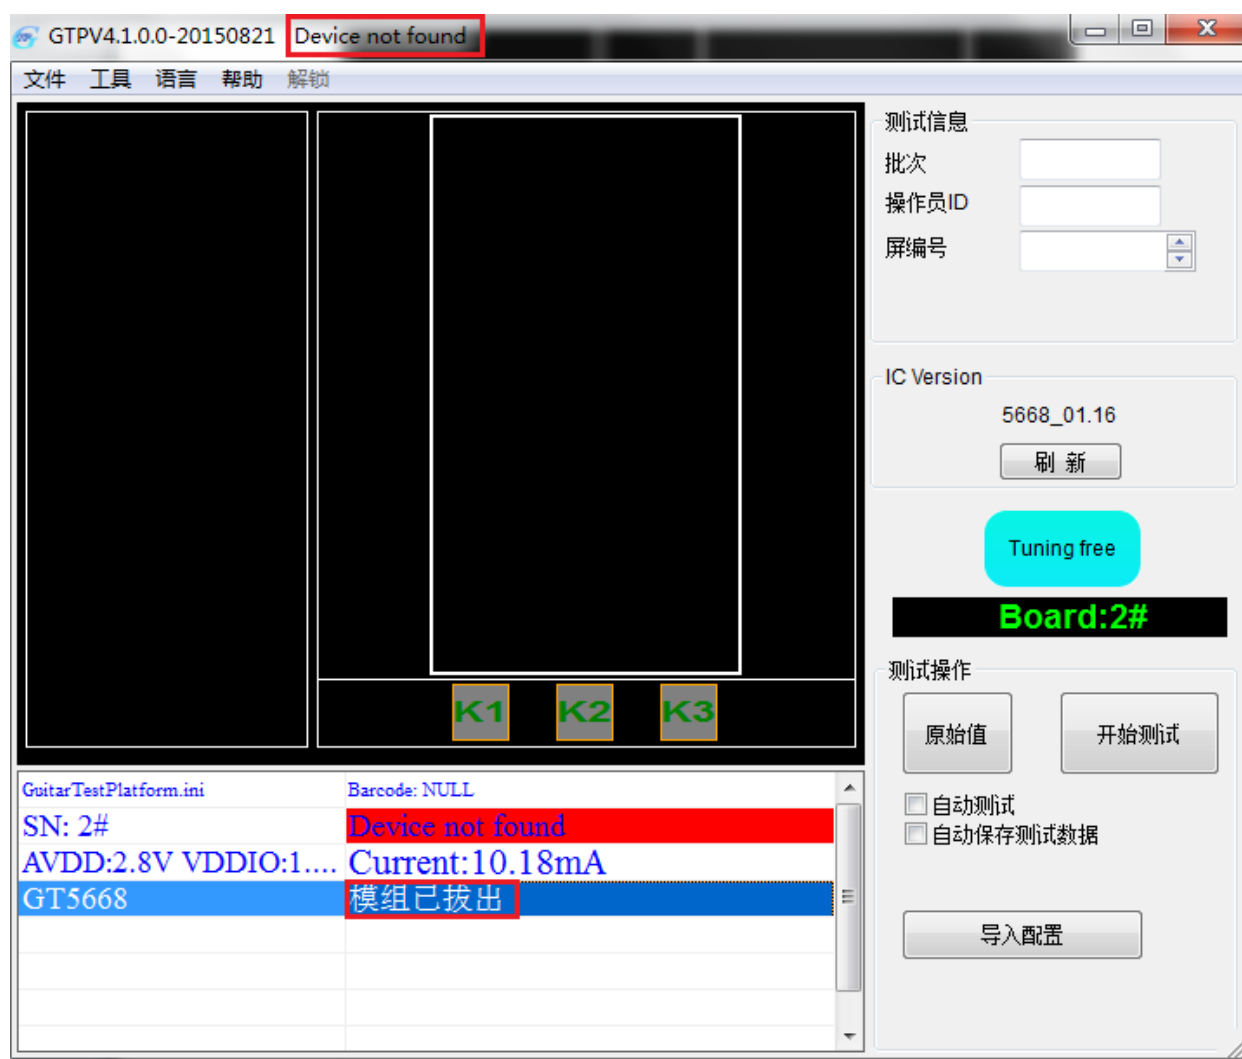 GTPV4.1.0.0-20150821 Device not found
文件 工具 语言 帮助 解锁
测试信息
批次
操作员ID
屏编号
IC Version
5668_01.16
刷 新
Tuning free
Board:2#
测试操作
原始值 开始测试
自动测试
自动保存测试数据
导入配置
K1 K2 K3
GuitarTestPlatform.ini Barcode: NULL
SN: 2# Device not found
AVDD:2.8V VDDIO:1.... Current:10.18mA
GT5668 模组已拔出